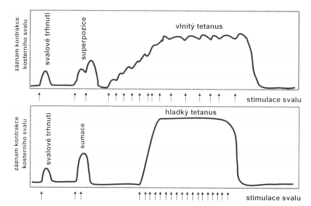 záznam kontrakce
kosterního svalu
svalové trhnutí
superpozice
vlnitý tetanus
stimulace svalu
záznam kontrakce
kosterního svalu
svalové trhnutí
sumace
hladký tetanus
stimulace svalu